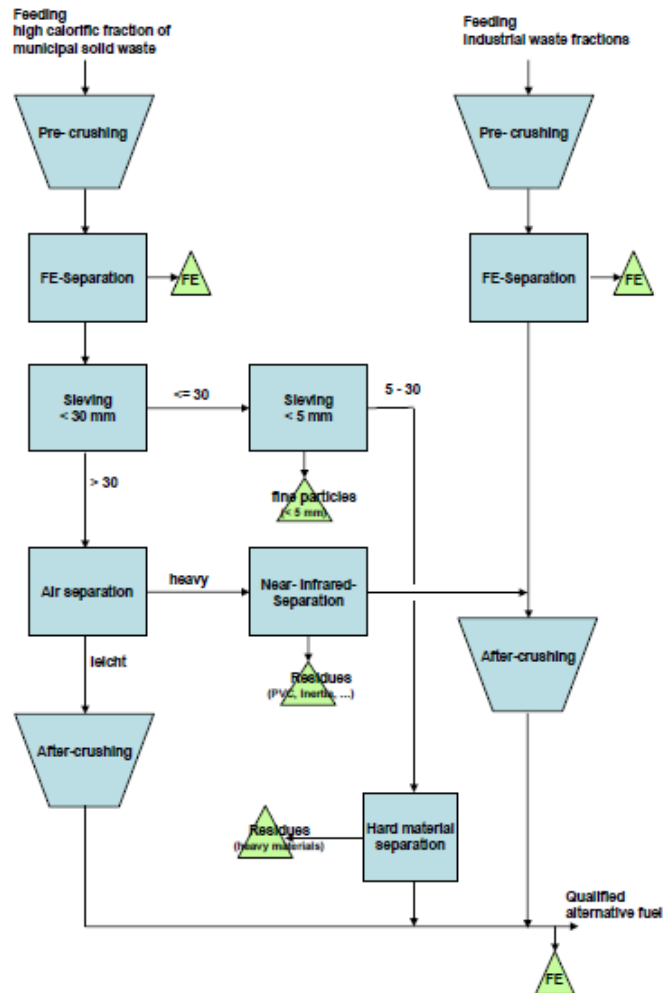 Feeding
high calorific fraction of
municipal solid waste
Feeding
Industrial waste fractions
Pre- crushing
Pre- crushing
FE-Separation
FE
FE-Separation
FE
Sieving
< 30 mm
<= 30
Sieving
< 5 mm
5 - 30
> 30
fine particles
(< 5 mm)
Air separation
heavy
Near- Infrared-
Separation
leicht
Residues
(PVC, Inertia, ...)
After-crushing
After-crushing
Residues
(heavy materials)
Hard material
separation
Qualified
alternative fuel
FE